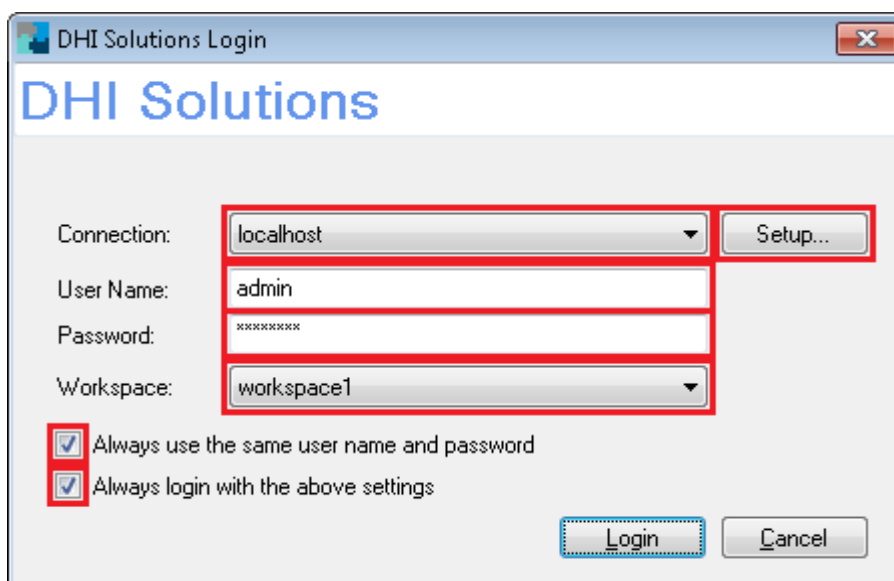 DHI Solutions Login
DHI Solutions
Connection: localhost Setup...
User Name: admin
Password: ********
Workspace: workspace1
Always use the same user name and password
Always login with the above settings
Login Cancel